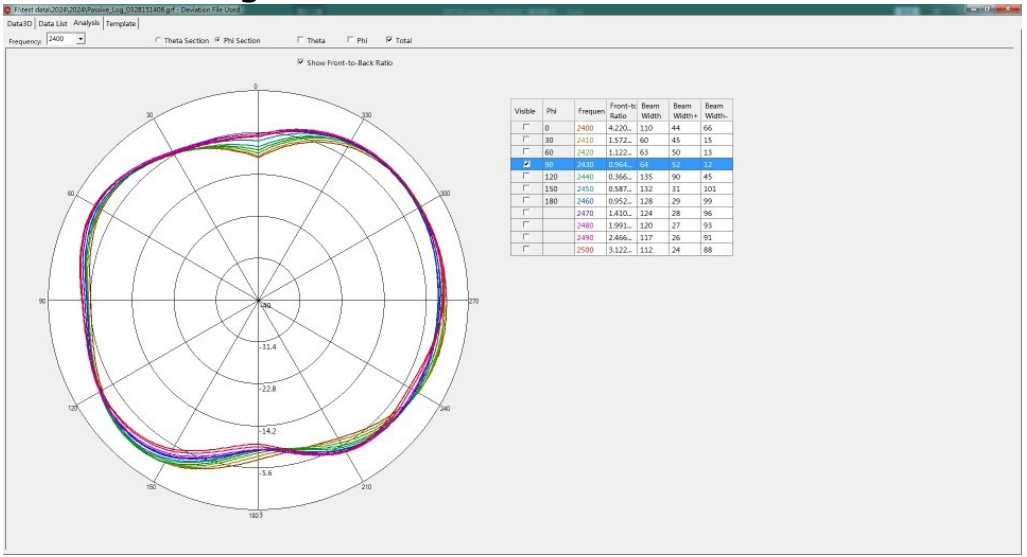 F:\test data\2024\2024\Passive_Log_0328151408.grf - Deviation File Used
Data3D Data List Analysis Template
Frequency: 2400 Theta Section Phi Section Theta Phi Total
Show Front-to-Back Ratio
0
30 330
60 300
90 270
120 240
150 210
180
-40
-31.4
-22.8
-14.2
-5.6
3
Visible Phi Frequen Front-tc Ratio Beam Width Beam Width+ Beam Width-
0 2400 4.220... 110 44 66
30 2410 1.572... 60 45 15
60 2420 1.122... 63 50 13
90 2430 0.964... 64 52 12
120 2440 0.366... 135 90 45
150 2450 0.587... 132 31 101
180 2460 0.952... 128 29 99
2470 1.410... 124 28 96
2480 1.991... 120 27 93
2490 2.466... 117 26 91
2500 3.122... 112 24 88